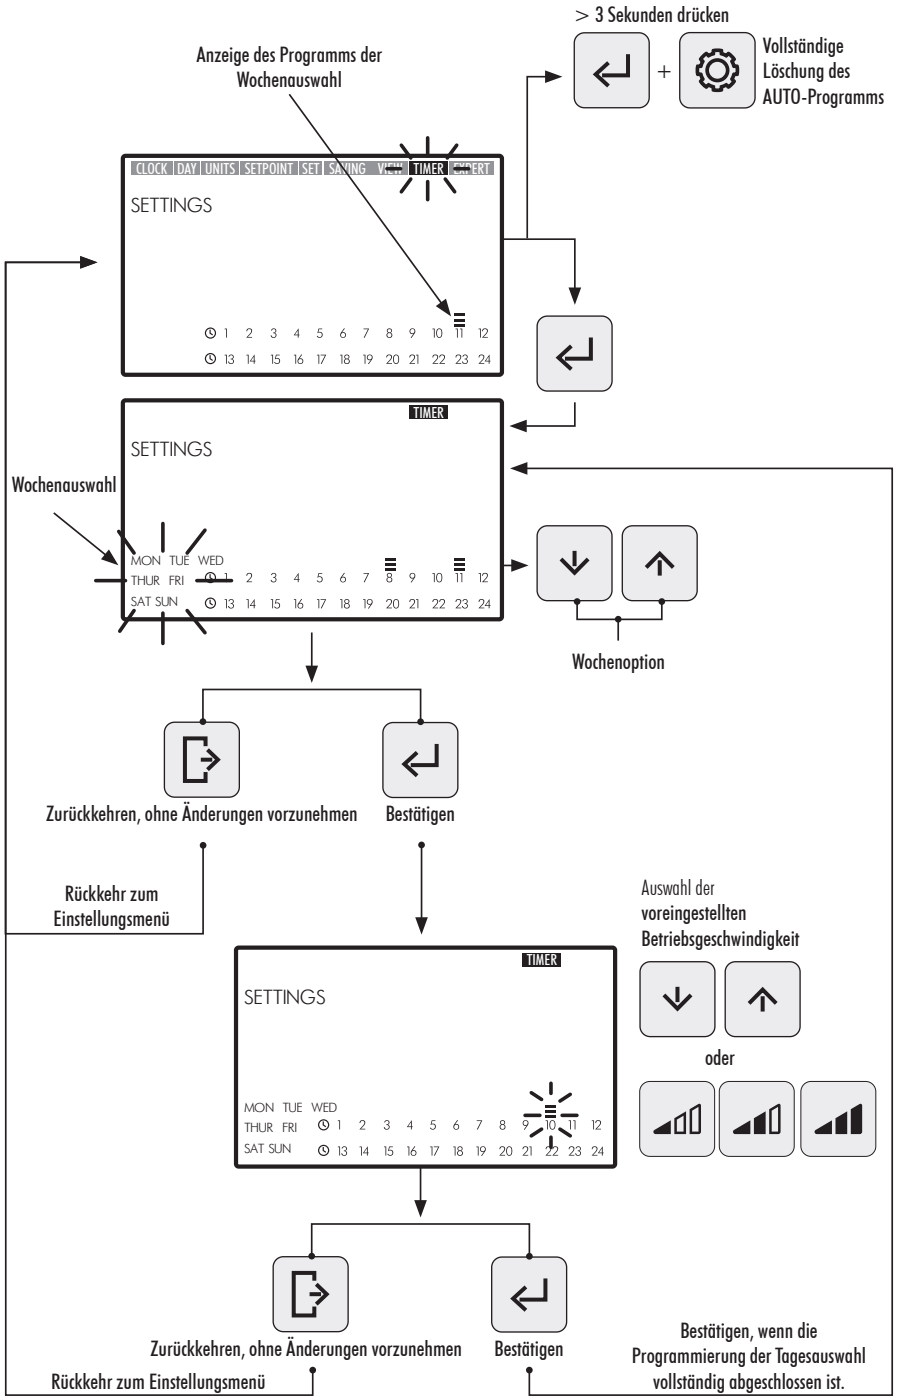 > 3 Sekunden drücken
Anzeige des Programms der
Wochenauswahl
+
Vollständige
Löschung des
AUTO-Programms
CLOCK DAY UNITS SETPOINT SET SAVING VIEW TIMER EXPERT
SETTINGS
1 2 3 4 5 6 7 8 9 10 11 12
13 14 15 16 17 18 19 20 21 22 23 24
TIMER
SETTINGS
Wochenauswahl
MON TUE WED
THUR FRI 1 2 3 4 5 6 7 8 9 10 11 12
SAT SUN 13 14 15 16 17 18 19 20 21 22 23 24
Wochenoption
Zurückkehren, ohne Änderungen vorzunehmen
Bestätigen
Rückkehr zum
Einstellungsmenü
Auswahl der
voreingestellten
Betriebsgeschwindigkeit
oder
TIMER
SETTINGS
MON TUE WED
THUR FRI 1 2 3 4 5 6 7 8 9 10 11 12
SAT SUN 13 14 15 16 17 18 19 20 21 22 23 24
Zurückkehren, ohne Änderungen vorzunehmen
Bestätigen
Rückkehr zum Einstellungsmenü
Bestätigen, wenn die
Programmierung der Tagesauswahl
vollständig abgeschlossen ist.